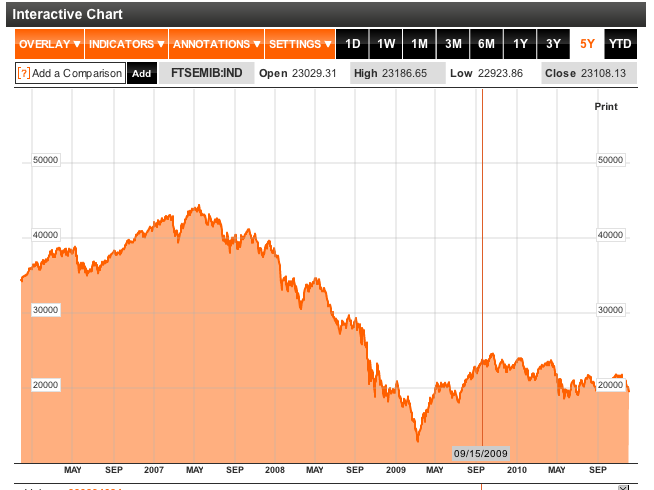 Interactive Chart
OVERLAY ▼ INDICATORS ▼ ANNOTATIONS ▼ SETTINGS ▼ 1D 1W 1M 3M 6M 1Y 3Y 5Y YTD
[?] Add a Comparison Add FTSEMIB:IND Open 23029.31 High 23186.65 Low 22923.86 Close 23108.13
Print
50000 50000
40000 40000
30000 30000
20000 20000
09/15/2009
MAY SEP 2007 MAY SEP 2008 MAY SEP 2009 MAY SEP 2010 MAY SEP